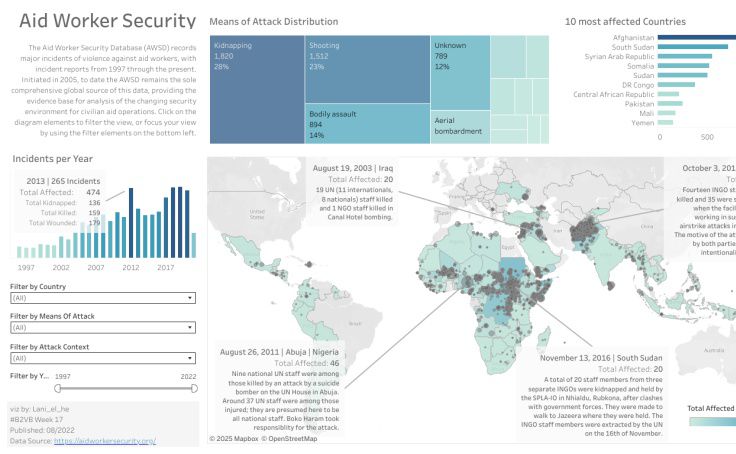 Aid Worker Security
The Aid Worker Security Database (AWSD) records
major incidents of violence against aid workers, with
incident reports from 1997 through the present.
Initiated in 2005, to date the AWSD remains the sole
comprehensive global source of this data, providing the
evidence base for analysis of the changing security
environment for civilian aid operations. Click on the
diagram elements to filter the view, or focus your view
by using the filter elements on the bottom left.
Means of Attack Distribution
Kidnapping
1,820
28%
Shooting
1,512
23%
Bodily assault
894
14%
Unknown
789
12%
Aerial
bombardment
10 most affected Countries
Afghanistan
South Sudan
Syrian Arab Republic
Somalia
Sudan
DR Congo
Central African Republic
Pakistan
Mali
Yemen
0
500
Incidents per Year
2013 | 265 Incidents
Total Affected: 474
Total Kidnapped: 136
Total Killed: 159
Total Wounded: 179
1997
2002
2007
2012
2017
Filter by Country
(All)
Filter by Means Of Attack
(All)
Filter by Attack Context
(All)
Filter by Y...
1997
2022
viz by: Lani_el_he
#B2VB Week 17
Published: 08/2022
Data Source: https://aidworkersecurity.org/
August 19, 2003 | Iraq
Total Affected: 20
19 UN (11 internationals,
8 nationals) staff killed
and 1 NGO staff killed in
Canal Hotel bombing.
October 3, 201
Total Aff
Fourteen INGO st
killed and 35 were
when the facil
working in su
airstrike attacks i
The motive of the at
by both partie
intentional
August 26, 2011 | Abuja | Nigeria
Total Affected: 46
Nine national UN staff were among
those killed by an attack by a suicide
bomber on the UN House in Abuja.
Around 37 UN staff were among those
injured; they are presumed here to be
all national staff. Boko Haram took
responsiblity for the attack.
November 13, 2016 | South Sudan
Total Affected: 20
A total of 20 staff members from three
separate INGOs were kidnapped and held by
the SPLA-IO in Nhialdu, Rubkona, after clashes
with government forces. They were made to
walk to Jazeera where they were held. The
INGO staff members were extracted by the UN
on the 16th of November.
United
States
Brazil
Spain
Egypt
Iran
China
Australia
Total Affected
© 2025 Mapbox © OpenStreetMap